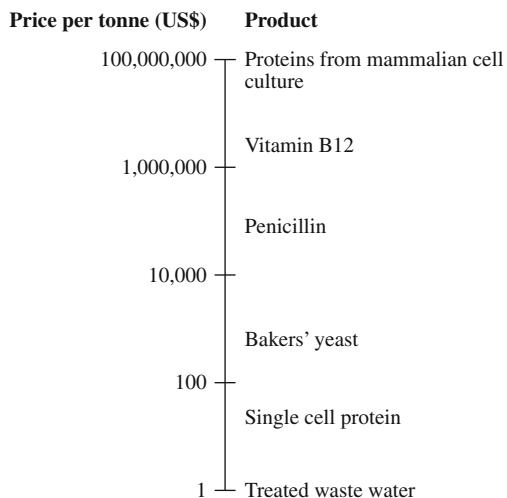 Price per tonne (US$) Product
100,000,000 Proteins from mammalian cell
culture
Vitamin B12
1,000,000
Penicillin
10,000
Bakers’ yeast
100
Single cell protein
1 Treated waste water